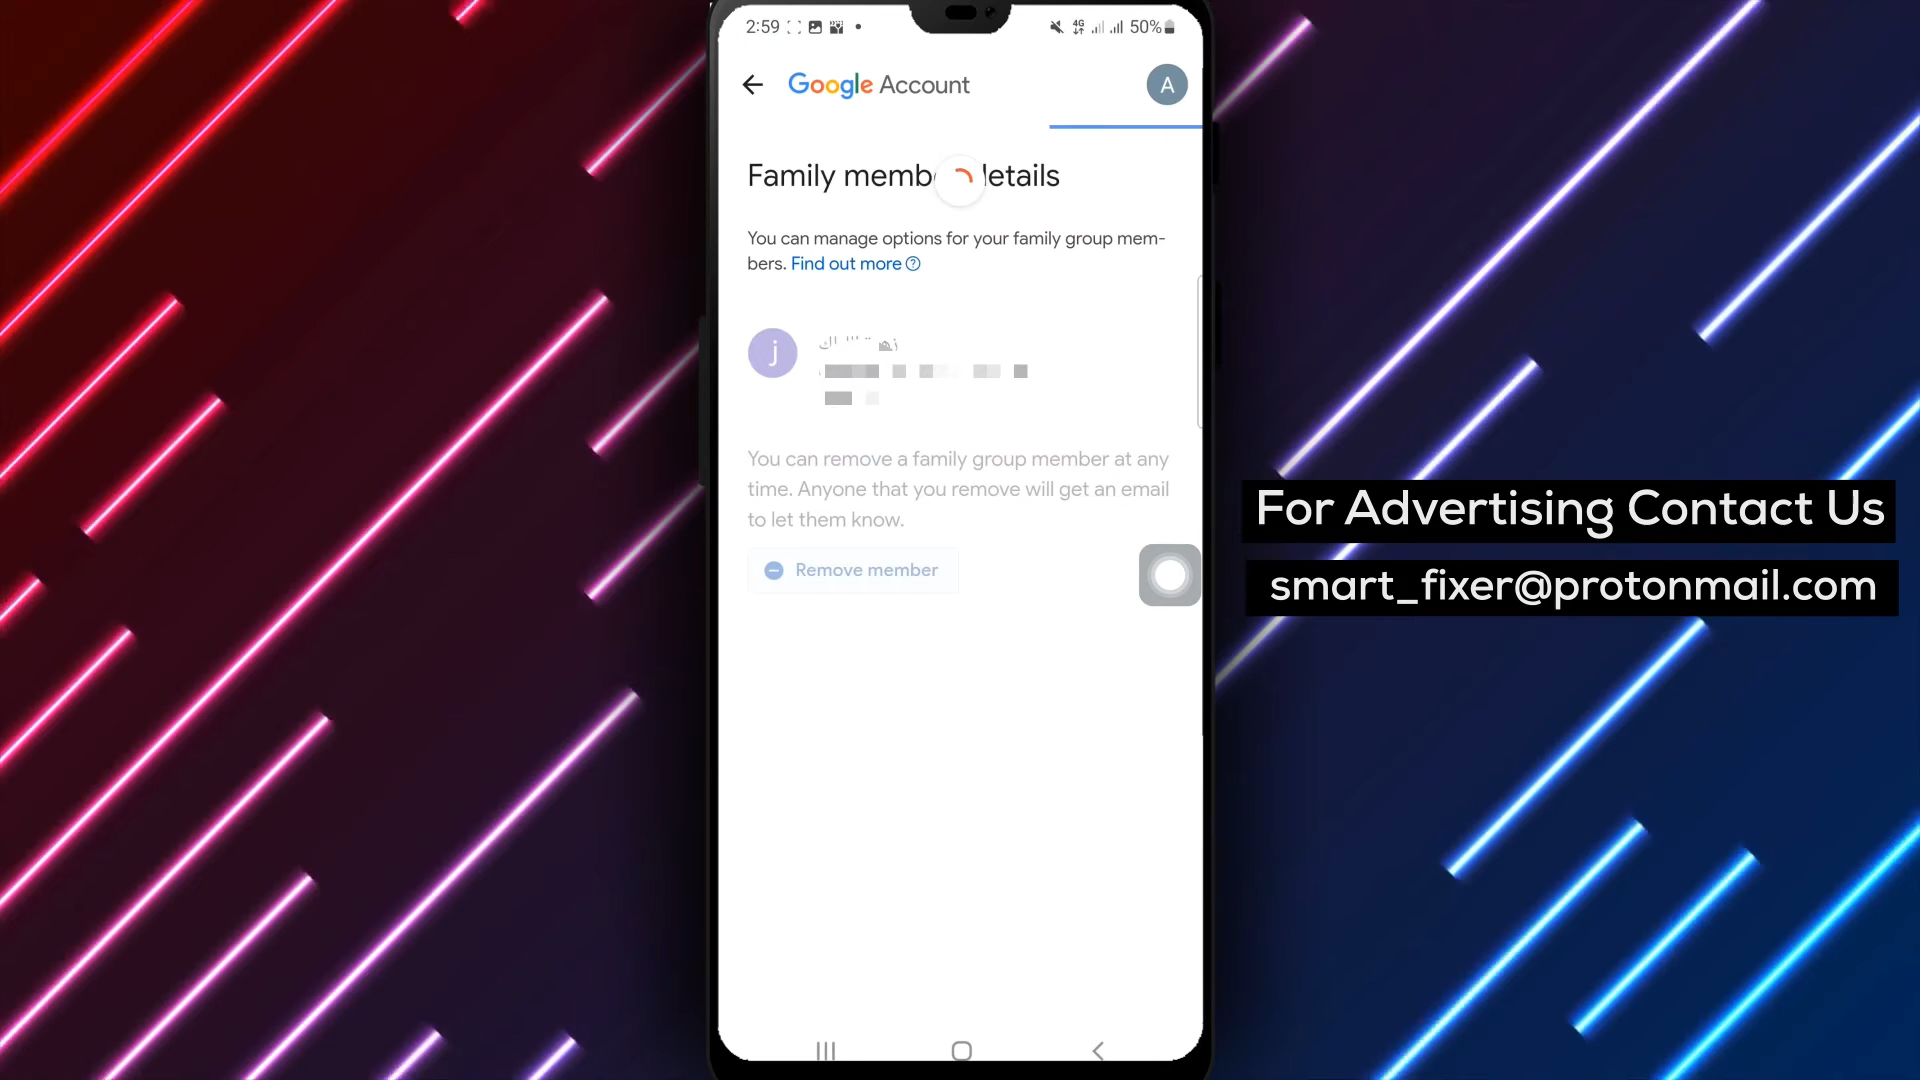 2:59
4G
50%
Google Account
A
Family memb letails
You can manage options for your family group mem-
bers. Find out more
j
You can remove a family group member at any
time. Anyone that you remove will get an email
to let them know.
Remove member
For Advertising Contact Us
smart_fixer@protonmail.com